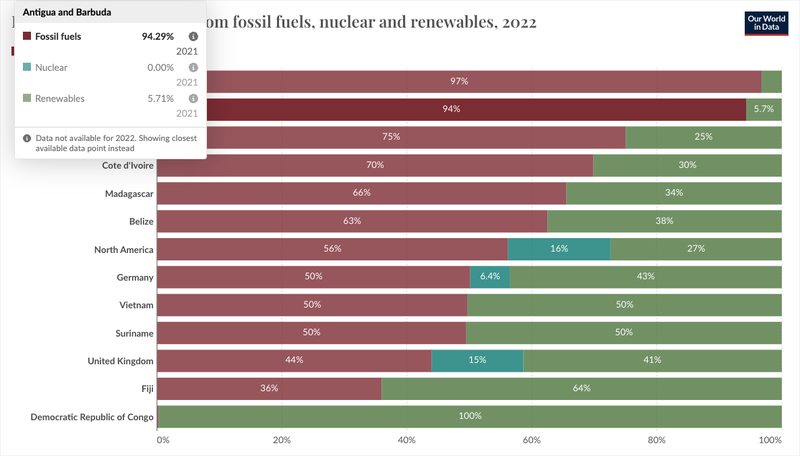 Antigua and Barbuda
om fossil fuels, nuclear and renewables, 2022
Our World
in Data
Fossil fuels 94.29%
2021
Nuclear 0.00%
2021
Renewables 5.71%
2021
Data not available for 2022. Showing closest
available data point instead
97%
94% 5.7%
75% 25%
Cote d'Ivoire 70% 30%
Madagascar 66% 34%
Belize 63% 38%
North America 56% 16% 27%
Germany 50% 6.4% 43%
Vietnam 50% 50%
Suriname 50% 50%
United Kingdom 44% 15% 41%
Fiji 36% 64%
Democratic Republic of Congo 100%
0% 20% 40% 60% 80% 100%